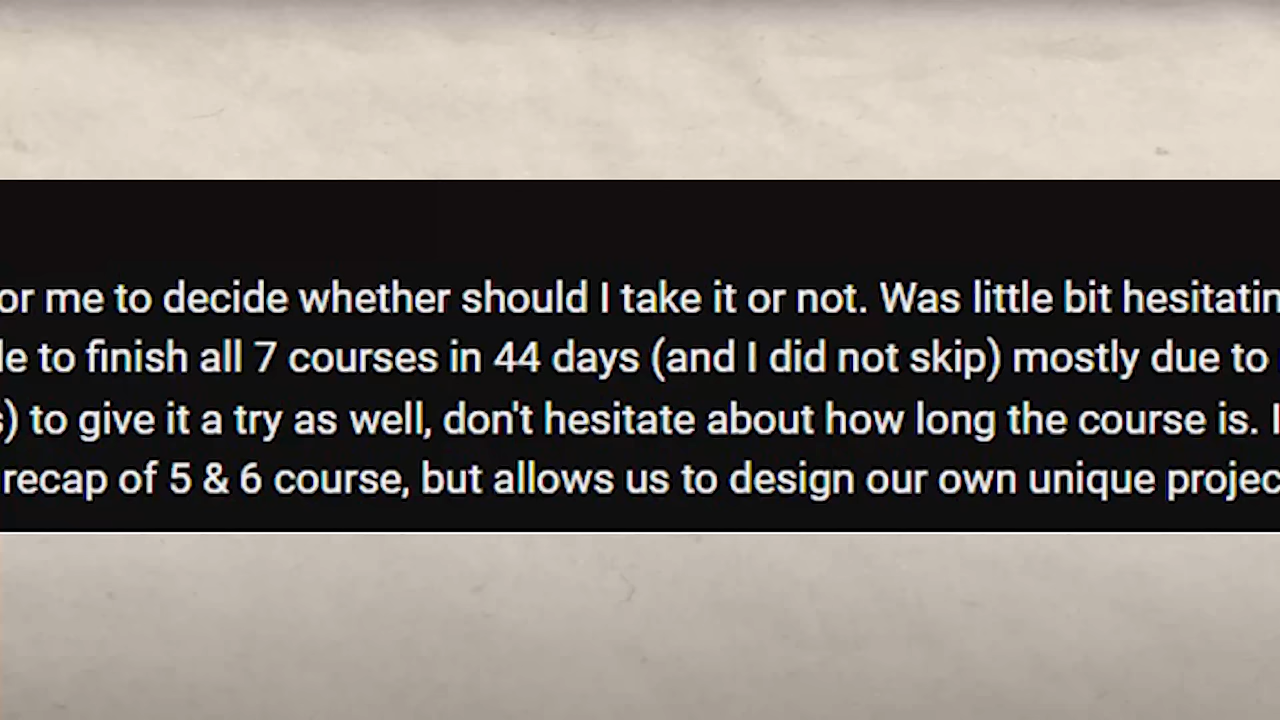 or me to decide whether should I take it or not. Was little bit hesitatin
le to finish all 7 courses in 44 days (and I did not skip) mostly due to
s) to give it a try as well, don't hesitate about how long the course is. I
recap of 5 & 6 course, but allows us to design our own unique projec